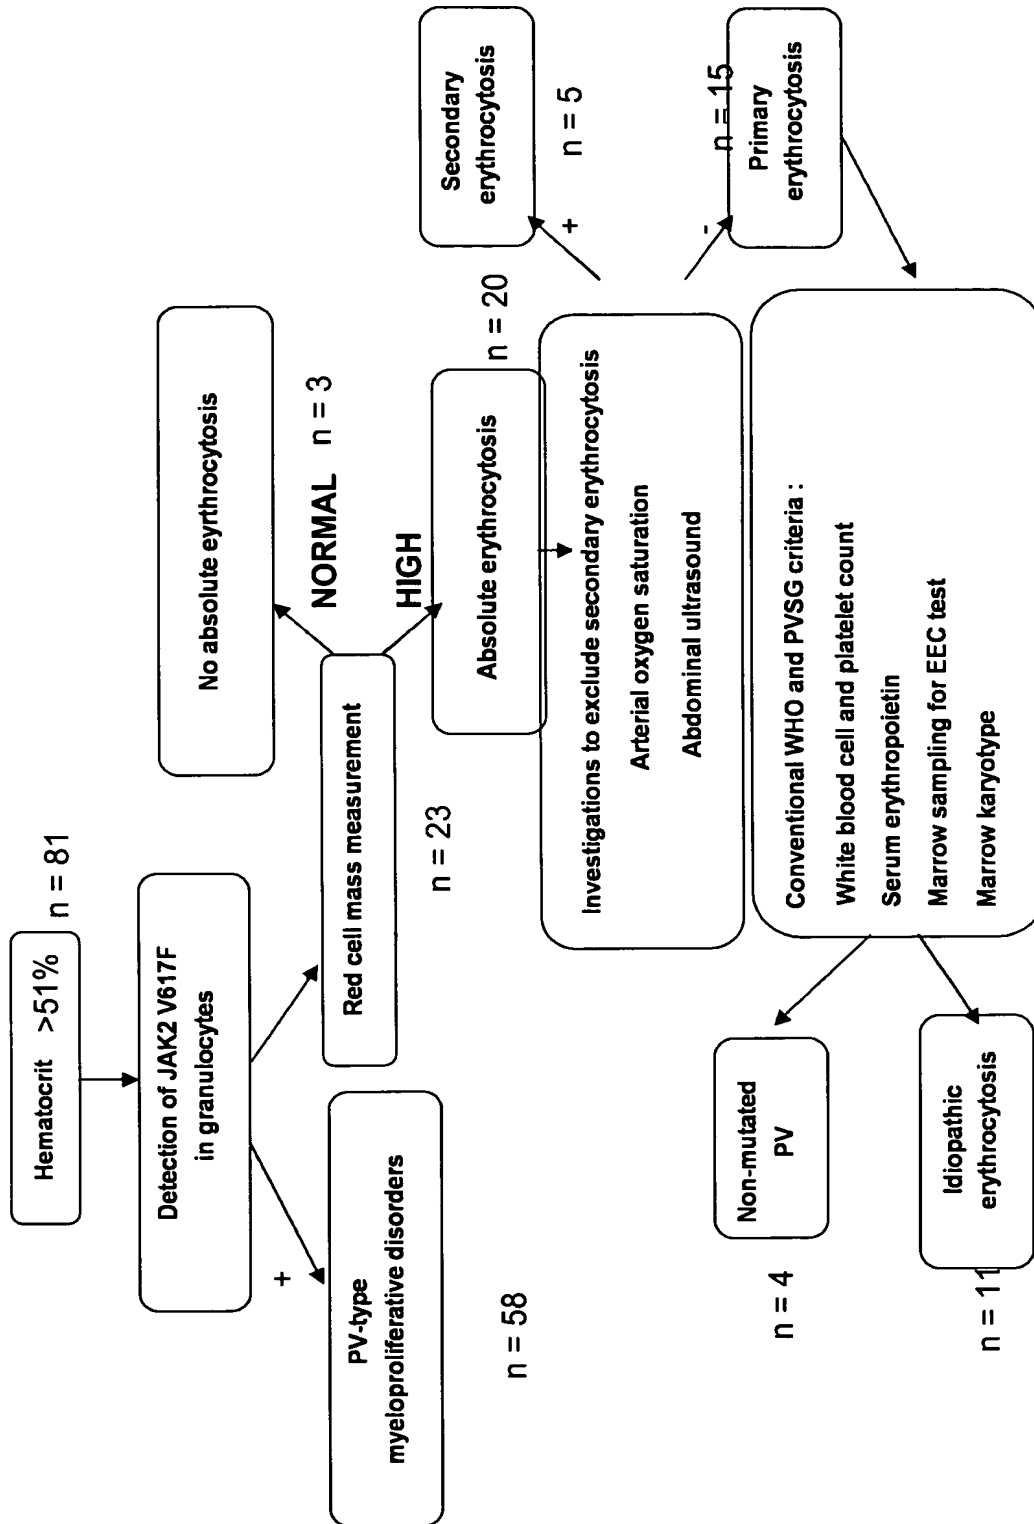 Hematocrit >51%
n = 81
Detection of JAK2 V617F
in granulocytes
+
PV-type
myeloproliferative disorders
n = 58
Red cell mass measurement
n = 23
No absolute eyrthrocytosis
NORMAL n = 3
HIGH
Absolute erythrocytosis
n = 20
Investigations to exclude secondary erythrocytosis
Arterial oxygen saturation
Abdominal ultrasound
+
Secondary
erythrocytosis
n = 5
-
n = 15
Primary
erythrocytosis
Conventional WHO and PVSG criteria :
White blood cell and platelet count
Serum erythropoietin
Marrow sampling for EEC test
Marrow karyotype
Non-mutated
PV
n = 4
Idiopathic
erythrocytosis
n = 11